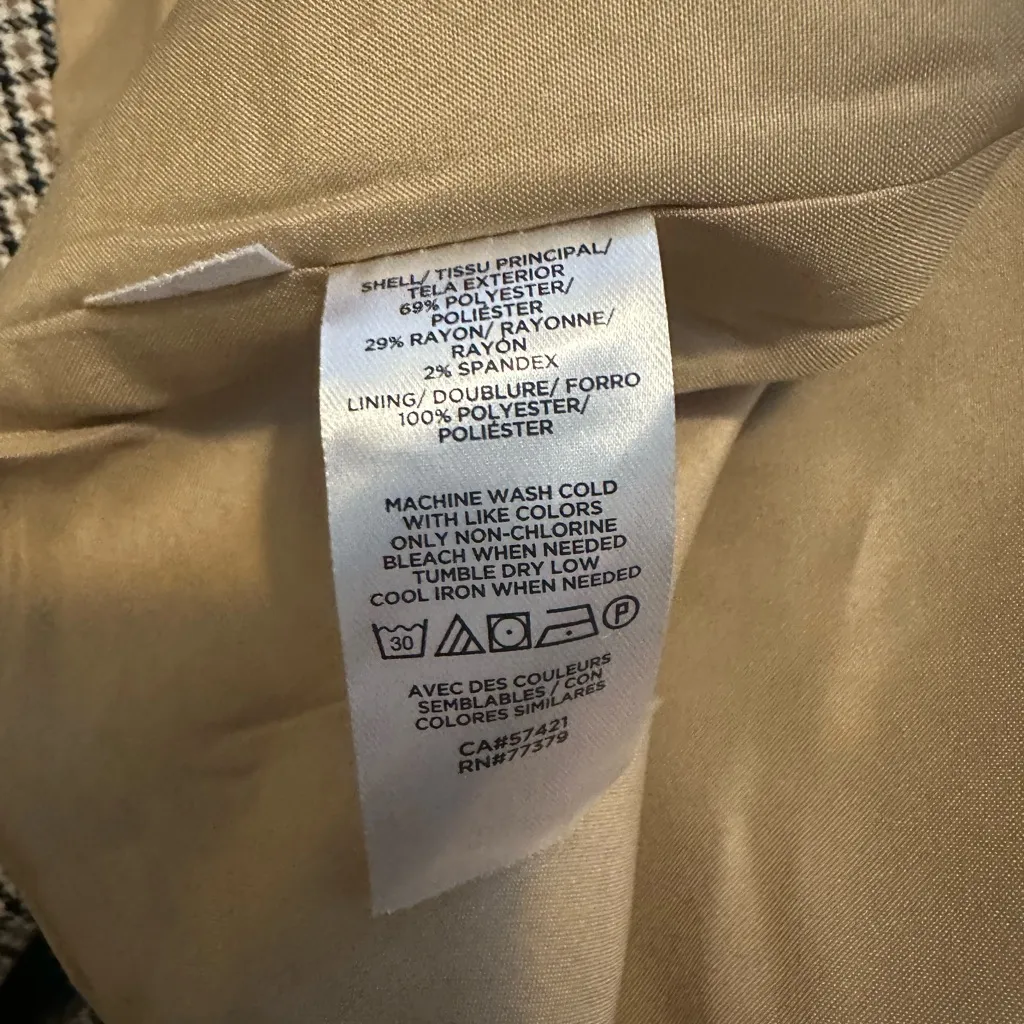 SHELL/ TISSU PRINCIPAL/
TELA EXTERIOR
69% POLYESTER/
POLIÉSTER
29% RAYON/ RAYONNE/
RAYÓN
2% SPANDEX
LINING/ DOUBLURE/ FORRO
100% POLYESTER/
POLIÉSTER
MACHINE WASH COLD
WITH LIKE COLORS
ONLY NON-CHLORINE
BLEACH WHEN NEEDED
TUMBLE DRY LOW
COOL IRON WHEN NEEDED
30 P
AVEC DES COULEURS
SEMBLABLES / CON
COLORES SIMILARES
CA#57421
RN#77379